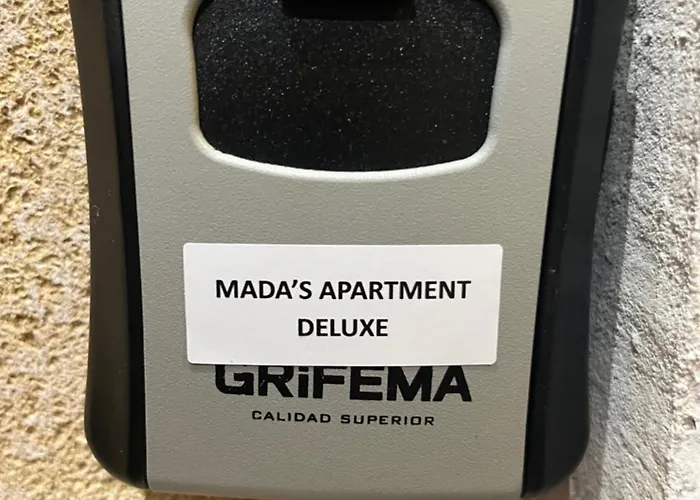 MADA'S APARTMENT
DELUXE
GRiFEMA
CALIDAD SUPERIOR